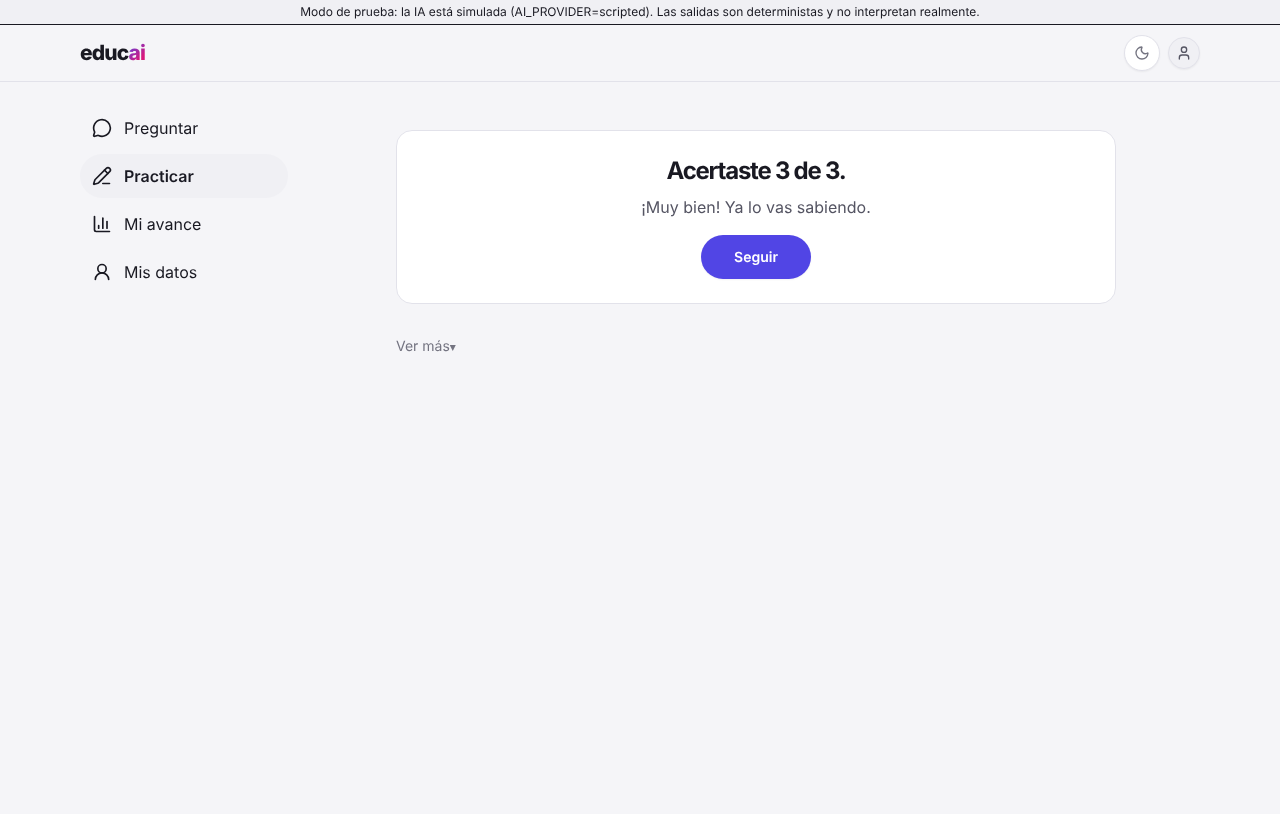 Modo de prueba: la IA está simulada (AI_PROVIDER=scripted). Las salidas son deterministas y no interpretan realmente.
educai
Preguntar
Practicar
Mi avance
Mis datos
Acertaste 3 de 3.
¡Muy bien! Ya lo vas sabiendo.
Seguir
Ver más▾